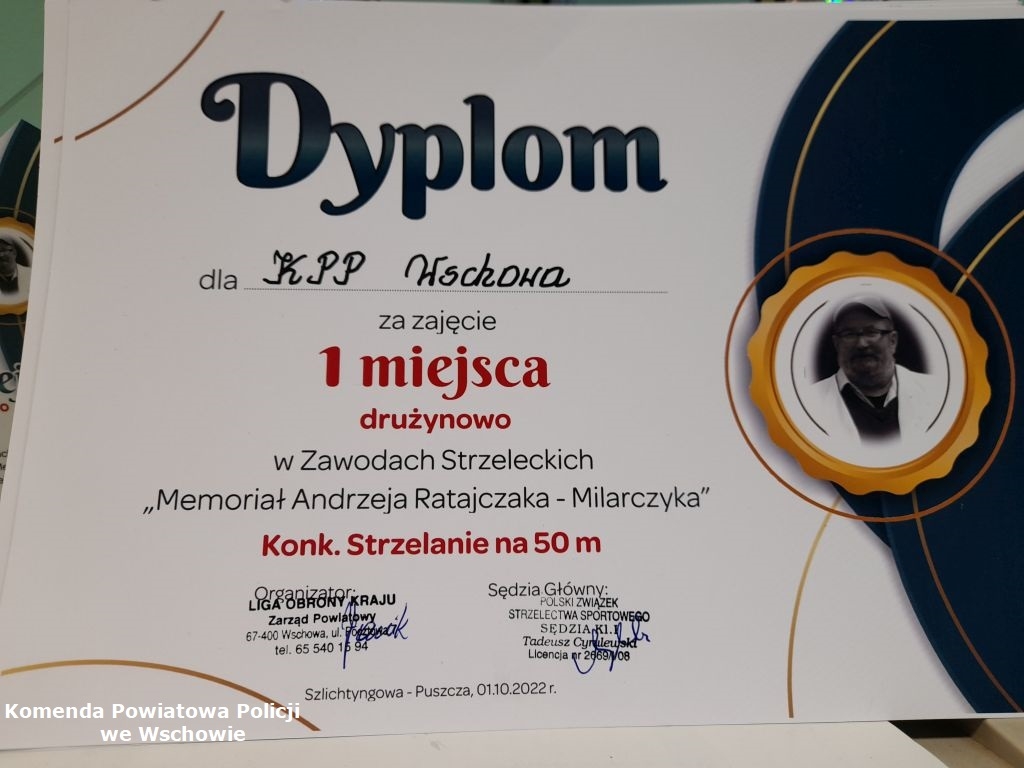 Dyplom
dla KPP Wschowa
za zajęcie
1 miejsca
drużynowo
w Zawodach Strzeleckich
„Memoriał Andrzeja Ratajczaka - Milarczyka”
Konk. Strzelanie na 50 m
Organizator:
LIGA OBRONY KRAJU
Zarząd Powiatowy
67-400 Wschowa, ul.
tel. 65 540 15 94
Sędzia Główny:
POLSKI ZWIĄZEK
STRZELECTWA SPORTOWEGO
SĘDZIA Kl. I
Tadeusz Cyrulewski
Licencja nr
Szlichtyngowa - Puszcza, 01.10.2022 r.
Komenda Powiatowa Policji
we Wschowie